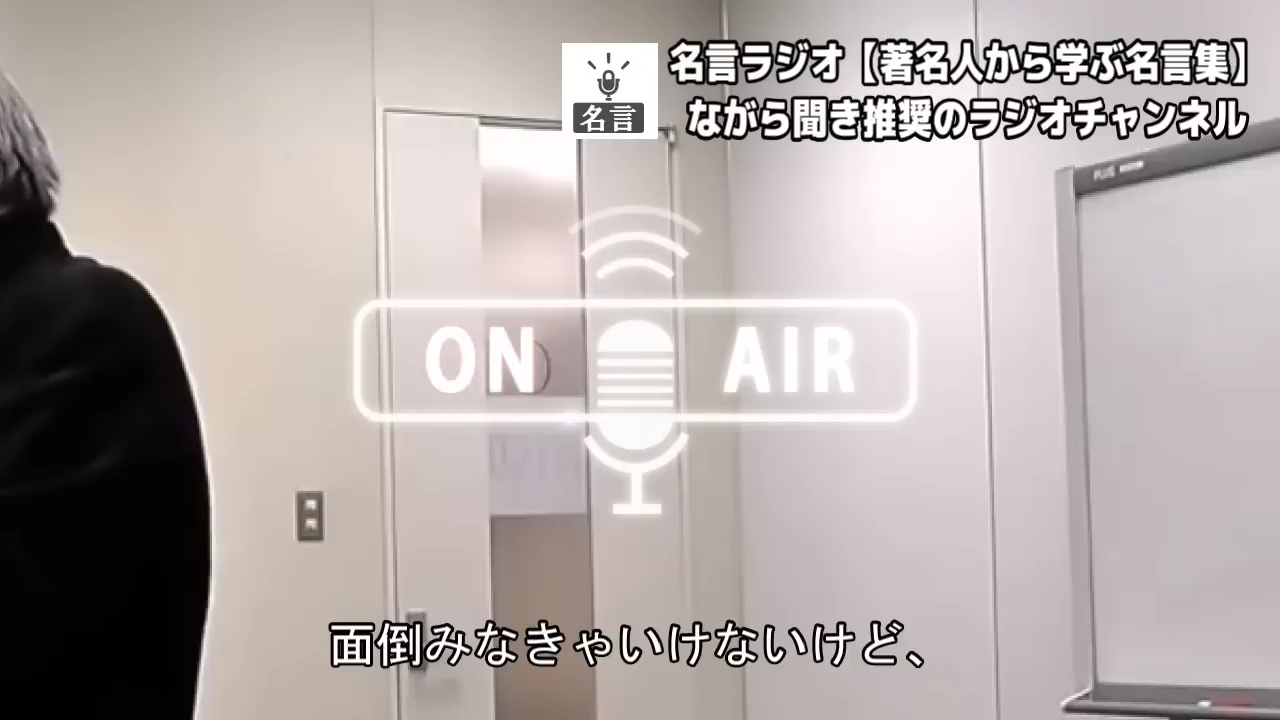 名言ラジオ【著名人から学ぶ名言集】
名言
ながら聞き推奨のラジオチャンネル
ON AIR
面倒みなきゃいけないけど、